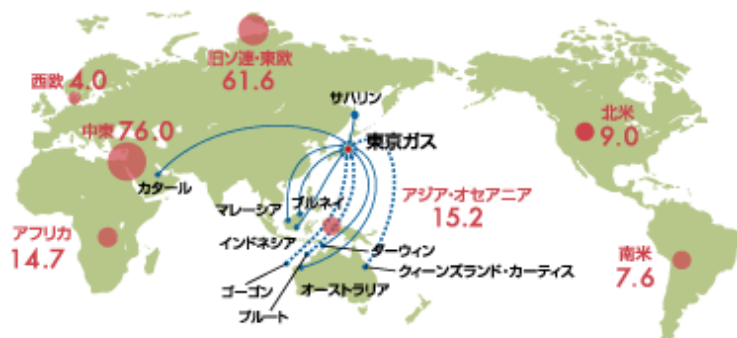 旧ソ連・東欧
61.6
西欧 4.0
サハリン
北米
9.0
中東 76.0
東京ガス
カタール
アジア・オセアニア
15.2
マレーシア
ブルネイ
アフリカ
14.7
インドネシア
ダーウィン
南米
7.6
クィーンズランド・カーティス
ゴーゴン
オーストラリア
プルート